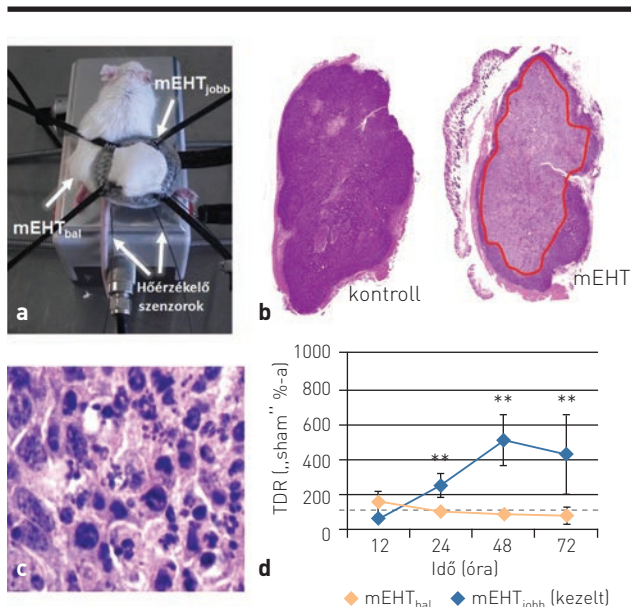 mEHTjobb
mEHTbal
Hőérzékelő
szenzorok
a
kontroll
mEHT
b
c
TDR („sham” %-a)
1000
800
600
400
200
0
**
**
**
12
24
48
72
Idő (óra)
d
mEHTbal
mEHTjobb (kezelt)